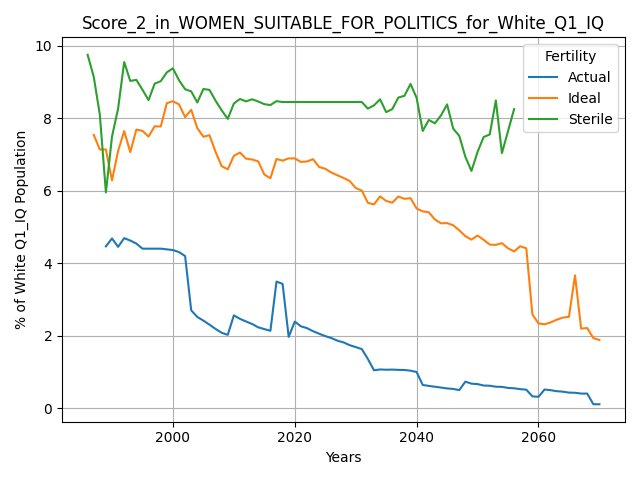 Score_2_in_WOMEN_SUITABLE_FOR_POLITICS_for_White_Q1_IQ
% of White Q1_IQ Population
10
8
6
4
2
0
Fertility
Actual
Ideal
Sterile
2000
2020
2040
2060
Years